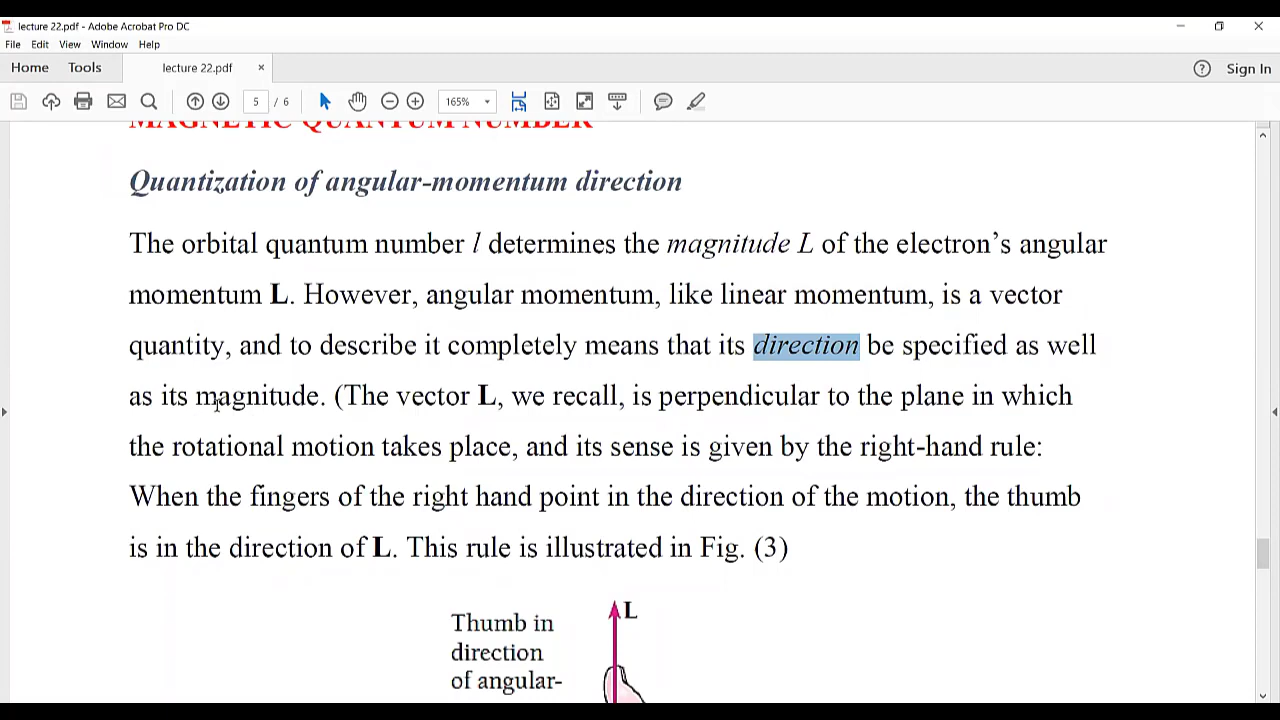 lecture 22.pdf - Adobe Acrobat Pro DC
File Edit View Window Help
Home Tools lecture 22.pdf × Sign In
5 / 6 165%
MAGNETIC QUANTUM NUMBER
Quantization of angular-momentum direction
The orbital quantum number l determines the magnitude L of the electron’s angular
momentum L. However, angular momentum, like linear momentum, is a vector
quantity, and to describe it completely means that its direction be specified as well
as its magnitude. (The vector L, we recall, is perpendicular to the plane in which
the rotational motion takes place, and its sense is given by the right-hand rule:
When the fingers of the right hand point in the direction of the motion, the thumb
is in the direction of L. This rule is illustrated in Fig. (3)
L
Thumb in
direction
of angular-